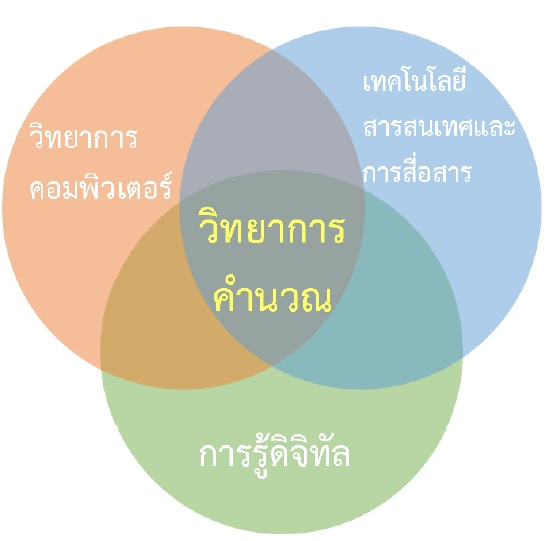 วิทยาการ
คอมพิวเตอร์
เทคโนโลยี
สารสนเทศและ
การสื่อสาร
วิทยาการ
คำนวณ
การรู้ดิจิทัล